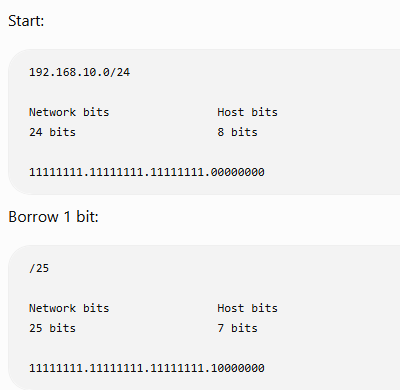 Start:
192.168.10.0/24
Network bits Host bits
24 bits 8 bits
11111111.11111111.11111111.00000000
Borrow 1 bit:
/25
Network bits Host bits
25 bits 7 bits
11111111.11111111.11111111.10000000